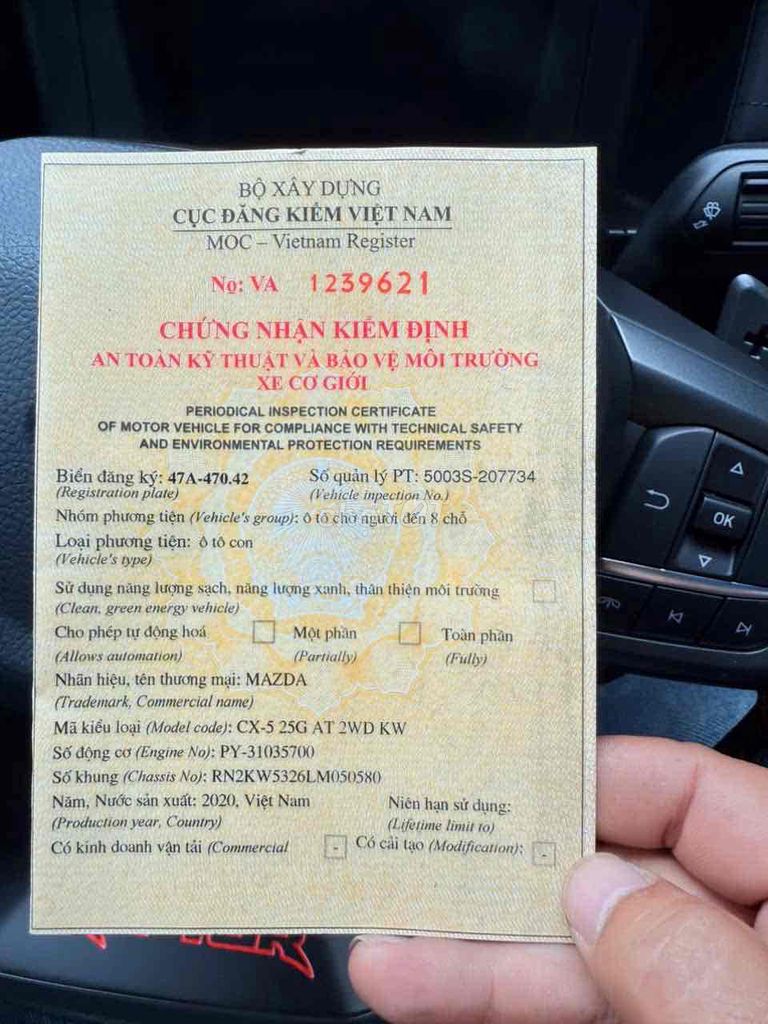 BỘ XÂY DỰNG
CỤC ĐĂNG KIỂM VIỆT NAM
MOC – Vietnam Register
No: VA 1239621
CHỨNG NHẬN KIỂM ĐỊNH
AN TOÀN KỸ THUẬT VÀ BẢO VỆ MÔI TRƯỜNG
XE CƠ GIỚI
PERIODICAL INSPECTION CERTIFICATE
OF MOTOR VEHICLE FOR COMPLIANCE WITH TECHNICAL SAFETY
AND ENVIRONMENTAL PROTECTION REQUIREMENTS
Biển đăng ký: 47A-470.42 Số quản lý PT: 5003S-207734
(Registration plate) (Vehicle inpection No.)
Nhóm phương tiện (Vehicle's group): ô tô chở người đến 8 chỗ
Loại phương tiện: ô tô con
(Vehicle's type)
Sử dụng năng lượng sạch, năng lượng xanh, thân thiện môi trường
(Clean, green energy vehicle)
Cho phép tự động hoá Một phần Toàn phần
(Allows automation) (Partially) (Fully)
Nhãn hiệu, tên thương mại: MAZDA
(Trademark, Commercial name)
Mã kiểu loại (Model code): CX-5 25G AT 2WD KW
Số động cơ (Engine No): PY-31035700
Số khung (Chassis No): RN2KW5326LM050580
Năm, Nước sản xuất: 2020, Việt Nam Niên hạn sử dụng:
(Production year, Country) (Lifetime limit to)
Có kinh doanh vận tải (Commercial - Có cải tạo (Modification): -
OK